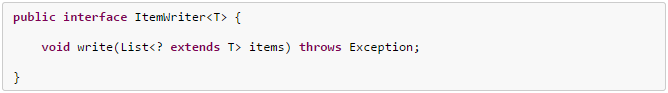 public interface ItemWriter<T> {
void write(List<? extends T> items) throws Exception;
}